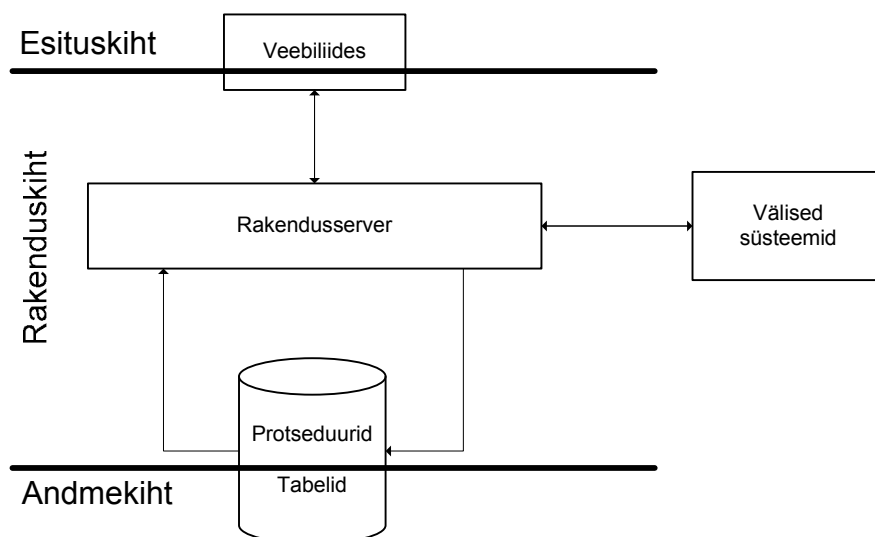 Esituskiht
Veebiliides
Rakenduskiht
Rakendusserver
Välised
süsteemid
Protseduurid
Tabelid
Andmekiht